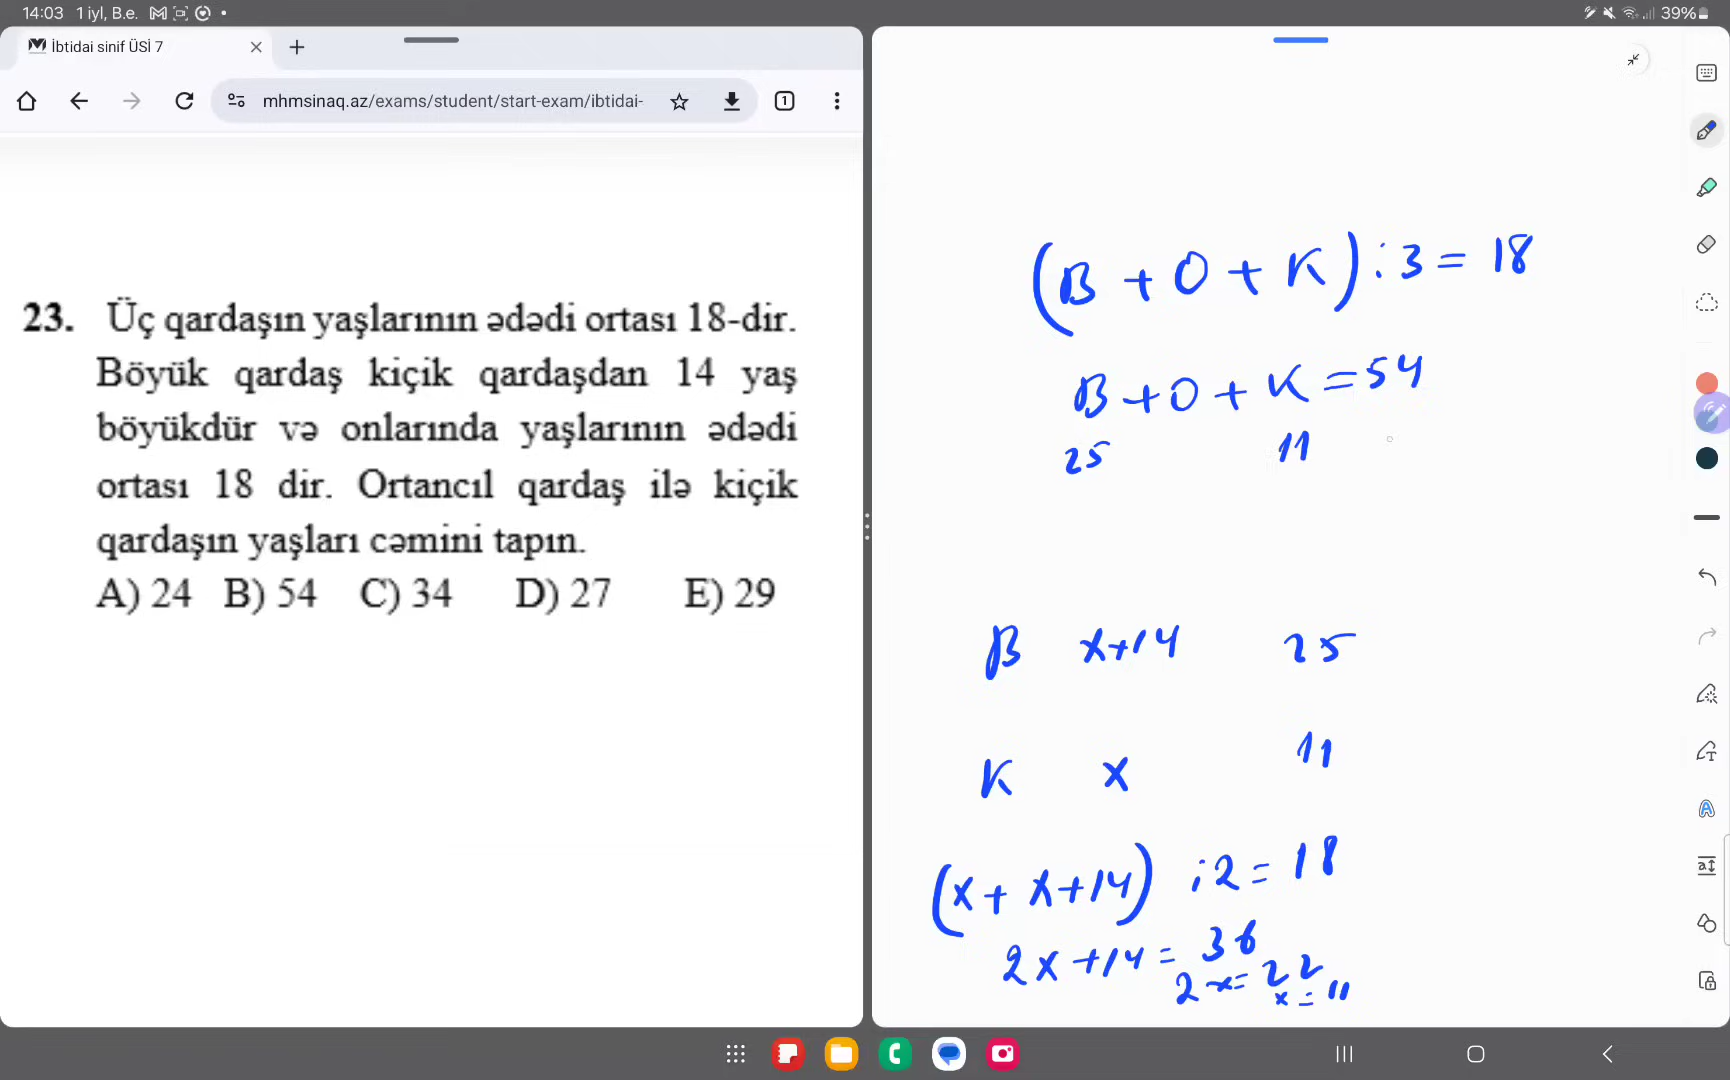 14:03 1 iyl, B.e.
39%
İbtidai sinif ÜSİ 7
mhmsinaq.az/exams/student/start-exam/ibtidai-
1
23. Üç qardaşın yaşlarının ədədi ortası 18-dir.
Böyük qardaş kiçik qardaşdan 14 yaş
böyükdür və onlarında yaşlarının ədədi
ortası 18 dir. Ortancıl qardaş ilə kiçik
qardaşın yaşları cəmini tapın.
A) 24 B) 54 C) 34 D) 27 E) 29
(B + O + K) : 3 = 18
B + O + K = 54
25 11
B x+14 25
K x 11
(x + x+14) : 2 = 18
2x +14 = 36
2x = 22
x = 11